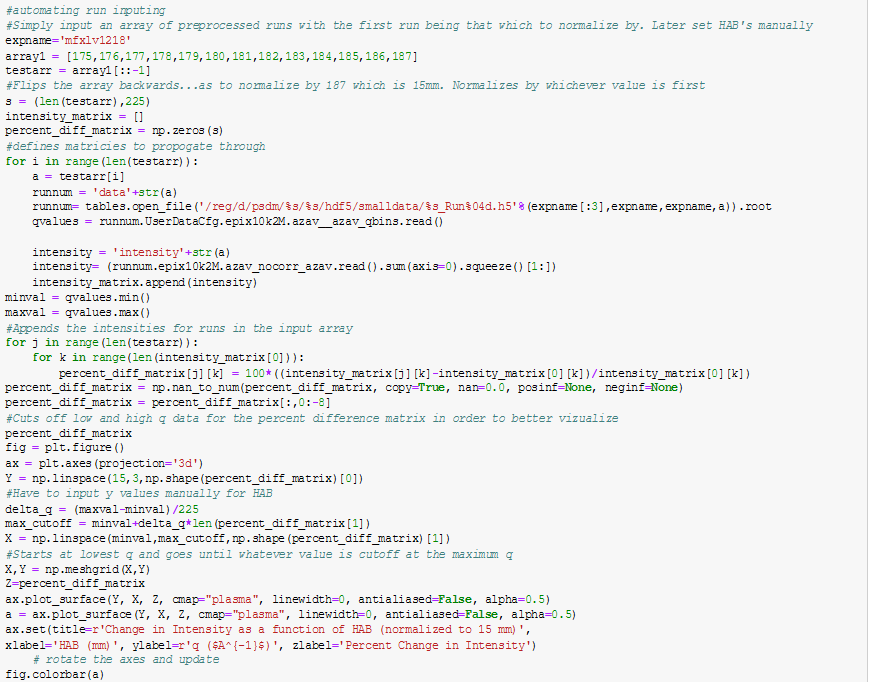 #automating run inputing
#Simply input an array of preprocessed runs with the first run being that which to normalize by. Later set HAB's manually
expname='mfxlv1218'
array1 = [175,176,177,178,179,180,181,182,183,184,185,186,187]
testarr = array1[::-1]
#Flips the array backwards...as to normalize by 187 which is 15mm. Normalizes by whichever value is first
s = (len(testarr),225)
intensity_matrix = []
percent_diff_matrix = np.zeros(s)
#defines matricies to propogate through
for i in range(len(testarr)):
    a = testarr[i]
    runnum = 'data'+str(a)
    runnum= tables.open_file('/reg/d/psdm/%s/%s/hdf5/smalldata/%s_Run%04d.h5'%(expname[:3],expname,expname,a)).root
    qvalues = runnum.UserDataCfg.epix10k2M.azav__azav_qbins.read()
    intensity = 'intensity'+str(a)
    intensity= (runnum.epix10k2M.azav_nocorr_azav.read().sum(axis=0).squeeze()[1:])
    intensity_matrix.append(intensity)
minval = qvalues.min()
maxval = qvalues.max()
#Appends the intensities for runs in the input array
for j in range(len(testarr)):
    for k in range(len(intensity_matrix[0])):
        percent_diff_matrix[j][k] = 100*((intensity_matrix[j][k]-intensity_matrix[0][k])/intensity_matrix[0][k])
percent_diff_matrix = np.nan_to_num(percent_diff_matrix, copy=True, nan=0.0, posinf=None, neginf=None)
percent_diff_matrix = percent_diff_matrix[:,0:-8]
#Cuts off low and high q data for the percent difference matrix in order to better vizualize
percent_diff_matrix
fig = plt.figure()
ax = plt.axes(projection='3d')
Y = np.linspace(15,3,np.shape(percent_diff_matrix)[0])
#Have to input y values manually for HAB
delta_q = (maxval-minval)/225
max_cutoff = minval+delta_q*len(percent_diff_matrix[1])
X = np.linspace(minval,max_cutoff,np.shape(percent_diff_matrix)[1])
#Starts at lowest q and goes until whatever value is cutoff at the maximum q
X,Y = np.meshgrid(X,Y)
Z=percent_diff_matrix
ax.plot_surface(Y, X, Z, cmap="plasma", linewidth=0, antialiased=False, alpha=0.5)
a = ax.plot_surface(Y, X, Z, cmap="plasma", linewidth=0, antialiased=False, alpha=0.5)
ax.set(title=r'Change in Intensity as a function of HAB (normalized to 15 mm)',
xlabel='HAB (mm)', ylabel=r'q ($A^{-1}$)', zlabel='Percent Change in Intensity')
    # rotate the axes and update
fig.colorbar(a)